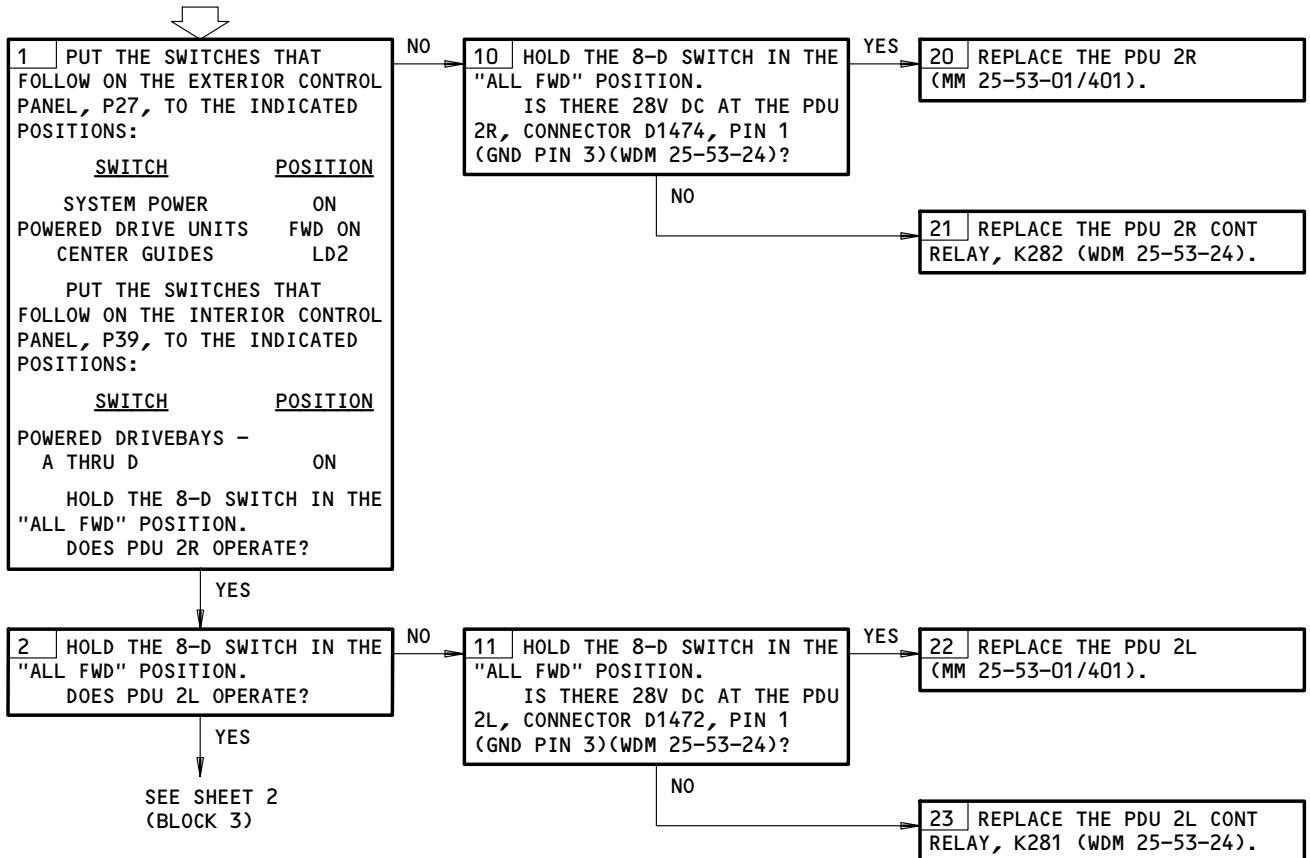 1 PUT THE SWITCHES THAT
FOLLOW ON THE EXTERIOR CONTROL
PANEL, P27, TO THE INDICATED
POSITIONS:
SWITCH POSITION
SYSTEM POWER ON
POWERED DRIVE UNITS FWD ON
CENTER GUIDES LD2
PUT THE SWITCHES THAT
FOLLOW ON THE INTERIOR CONTROL
PANEL, P39, TO THE INDICATED
POSITIONS:
SWITCH POSITION
POWERED DRIVEBAYS –
A THRU D ON
HOLD THE 8-D SWITCH IN THE
"ALL FWD" POSITION.
DOES PDU 2R OPERATE?
NO
10 HOLD THE 8-D SWITCH IN THE
"ALL FWD" POSITION.
IS THERE 28V DC AT THE PDU
2R, CONNECTOR D1474, PIN 1
(GND PIN 3)(WDM 25-53-24)?
YES
20 REPLACE THE PDU 2R
(MM 25-53-01/401).
NO
21 REPLACE THE PDU 2R CONT
RELAY, K282 (WDM 25-53-24).
YES
2 HOLD THE 8-D SWITCH IN THE
"ALL FWD" POSITION.
DOES PDU 2L OPERATE?
NO
11 HOLD THE 8-D SWITCH IN THE
"ALL FWD" POSITION.
IS THERE 28V DC AT THE PDU
2L, CONNECTOR D1472, PIN 1
(GND PIN 3)(WDM 25-53-24)?
YES
22 REPLACE THE PDU 2L
(MM 25-53-01/401).
NO
23 REPLACE THE PDU 2L CONT
RELAY, K281 (WDM 25-53-24).
YES
SEE SHEET 2
(BLOCK 3)